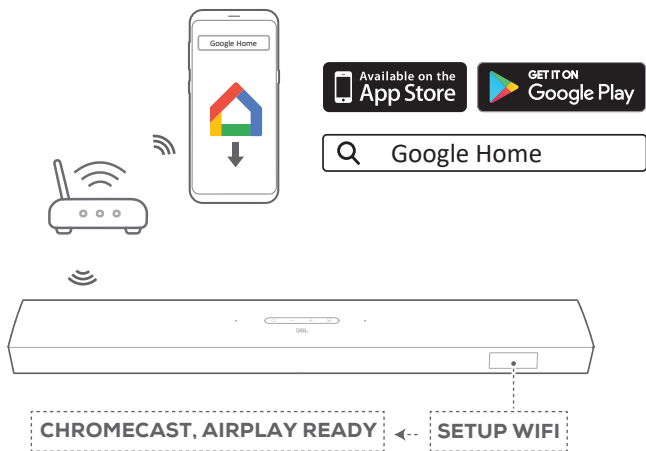 Google Home
Available on the
App Store
GET IT ON
Google Play
Google Home
JBL
CHROMECAST, AIRPLAY READY
SETUP WIFI